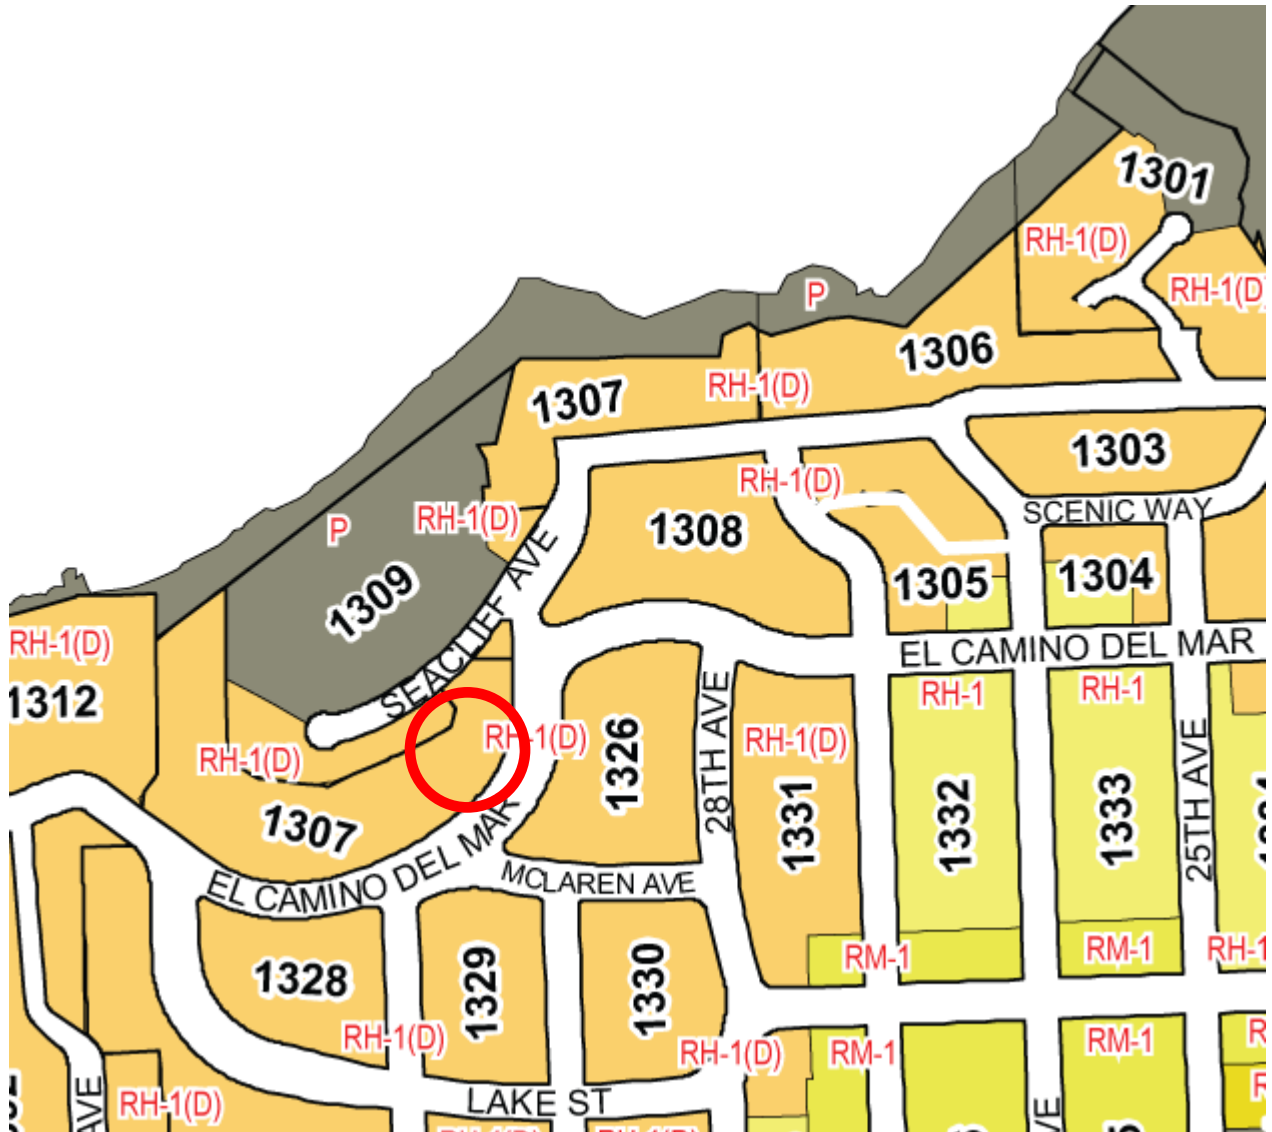 1301
RH-1(D)
RH-1(D)
P
1306
1307
RH-1(D)
1303
RH-1(D)
SCENIC WAY
RH-1(D)
P
1308
1305
1304
1309
SEACLIFF AVE
EL CAMINO DEL MAR
RH-1(D)
1312
RH-1
RH-1
28TH AVE
25TH AVE
RH-1(D)
RH-1(D)
RH-1(D)
1326
1331
1332
1333
1307
EL CAMINO DEL MAR
MCLAREN AVE
RM-1
RM-1
RH-1
1328
1329
1330
RH-1(D)
RH-1(D)
RM-1
RM-1
LAKE ST
AVE
RH-1(D)